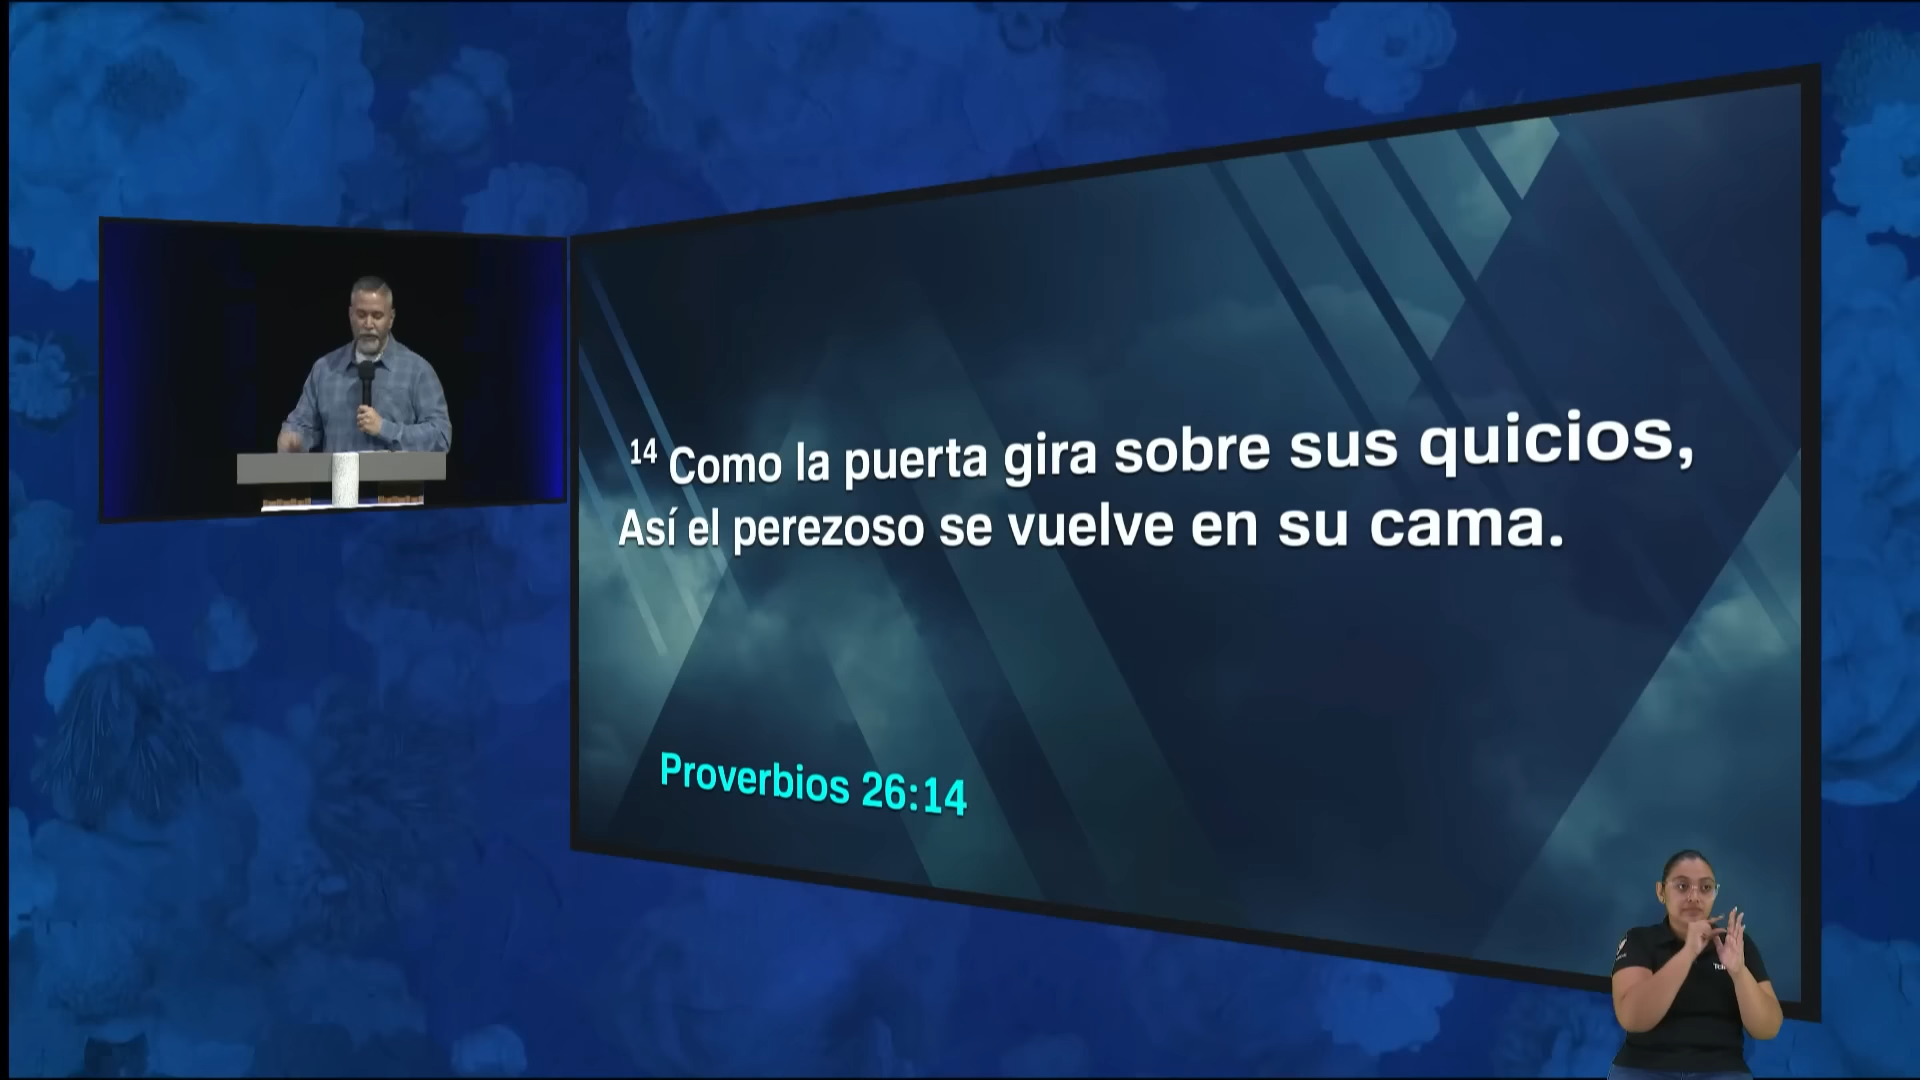 14 Como la puerta gira sobre sus quicios,
Así el perezoso se vuelve en su cama.
Proverbios 26:14